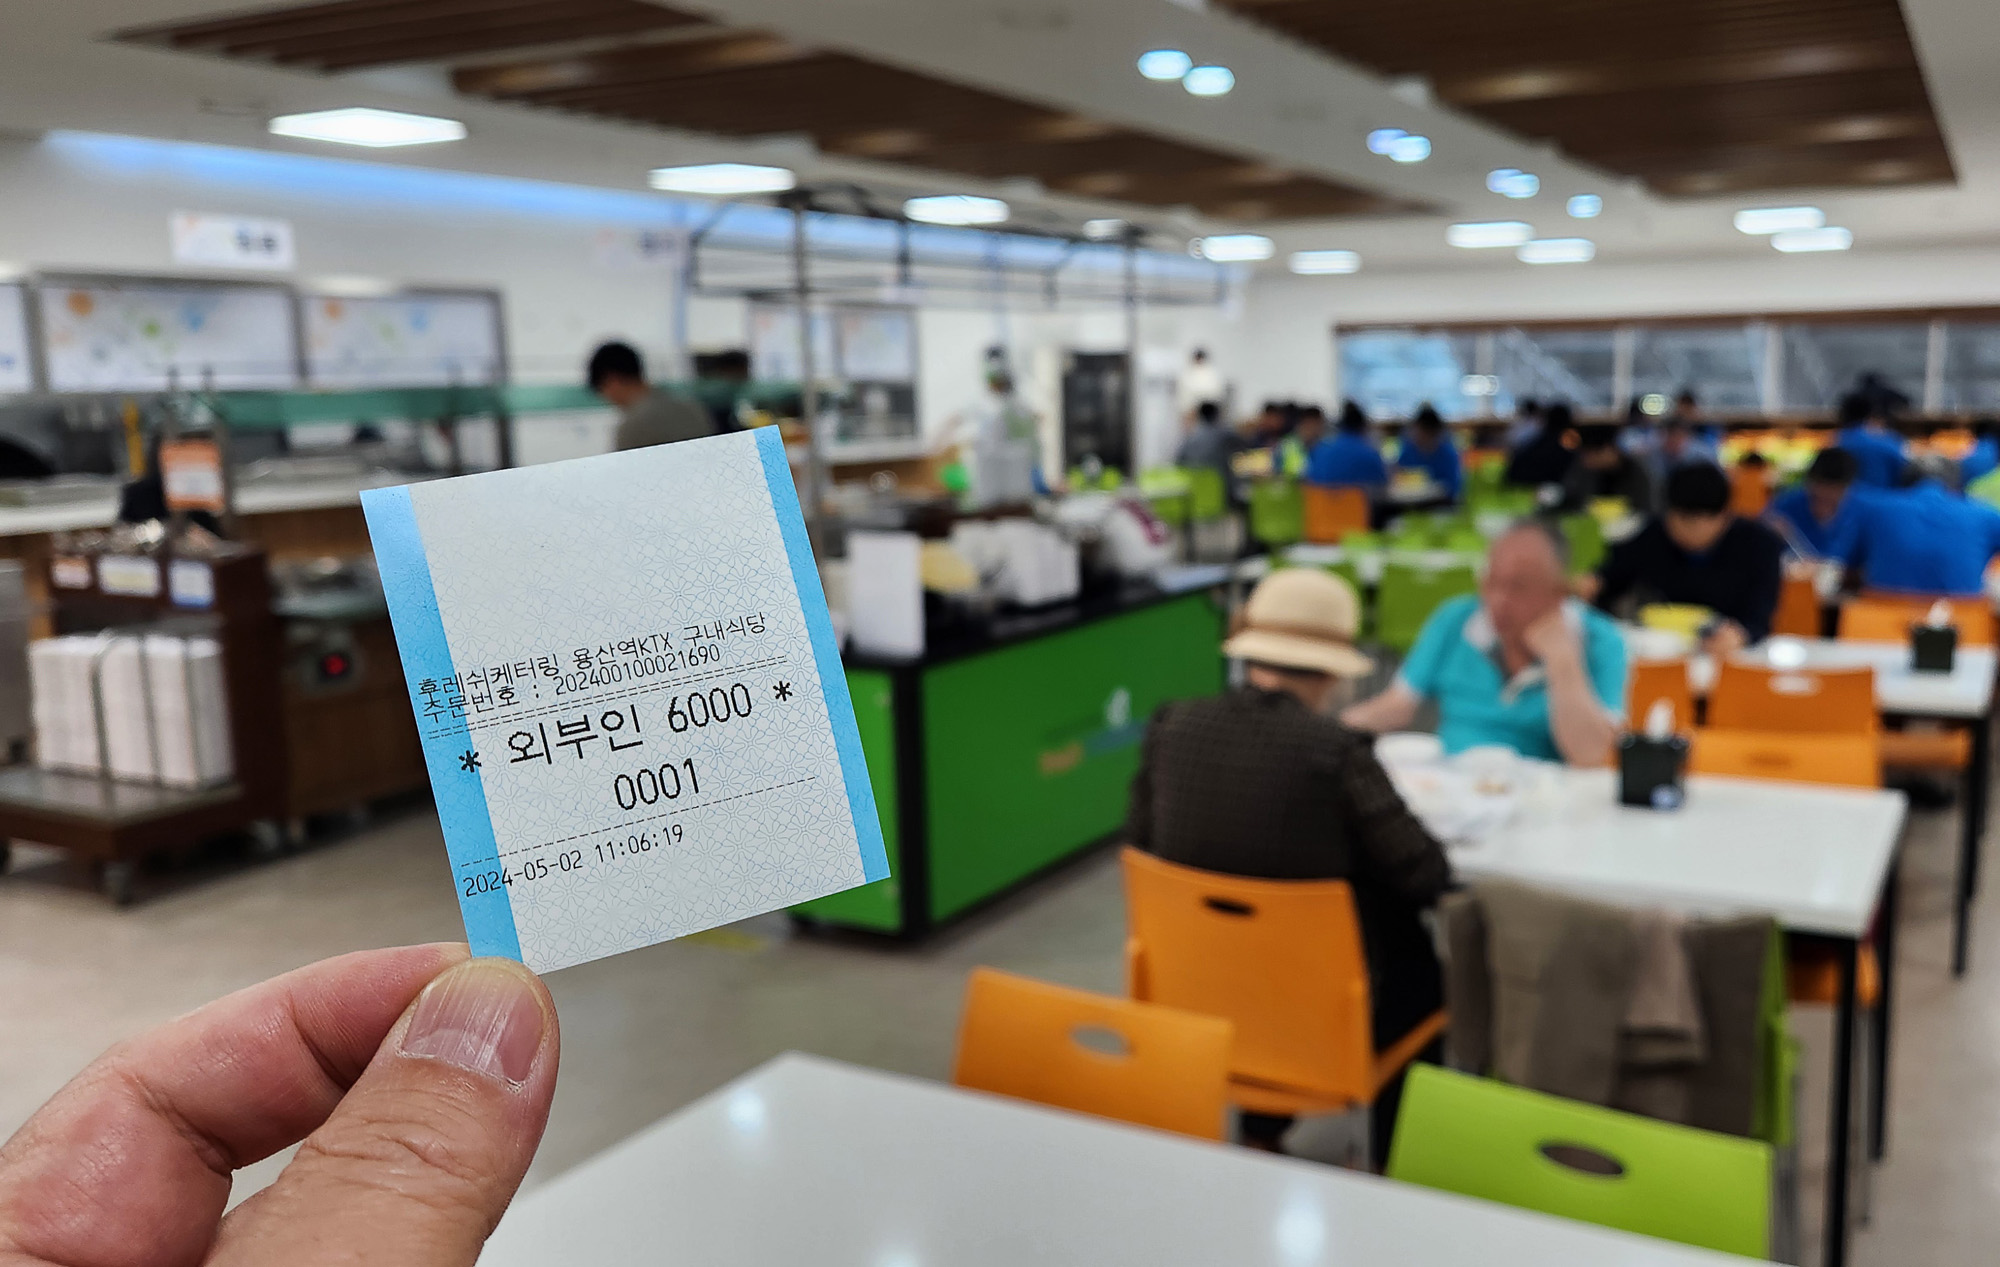 후레쉬케터링 용산역KTX 구내식당
주문번호 : 202400100021690
* 외부인 6000 *
0001
2024-05-02 11:06:19